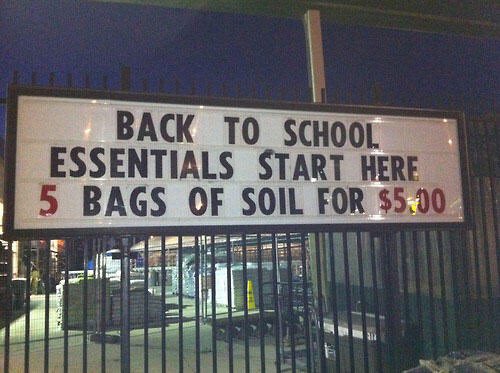 BACK TO SCHOOL
ESSENTIALS START HERE
5 BAGS OF SOIL FOR $5.00